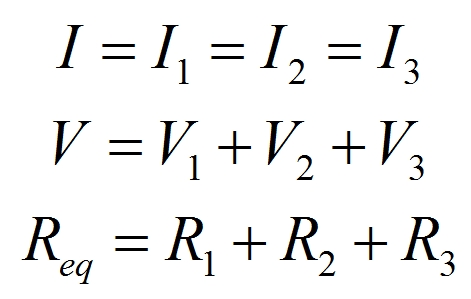 I = I₁ = I₂ = I₃
V = V₁ + V₂ + V₃
R_eq = R₁ + R₂ + R₃